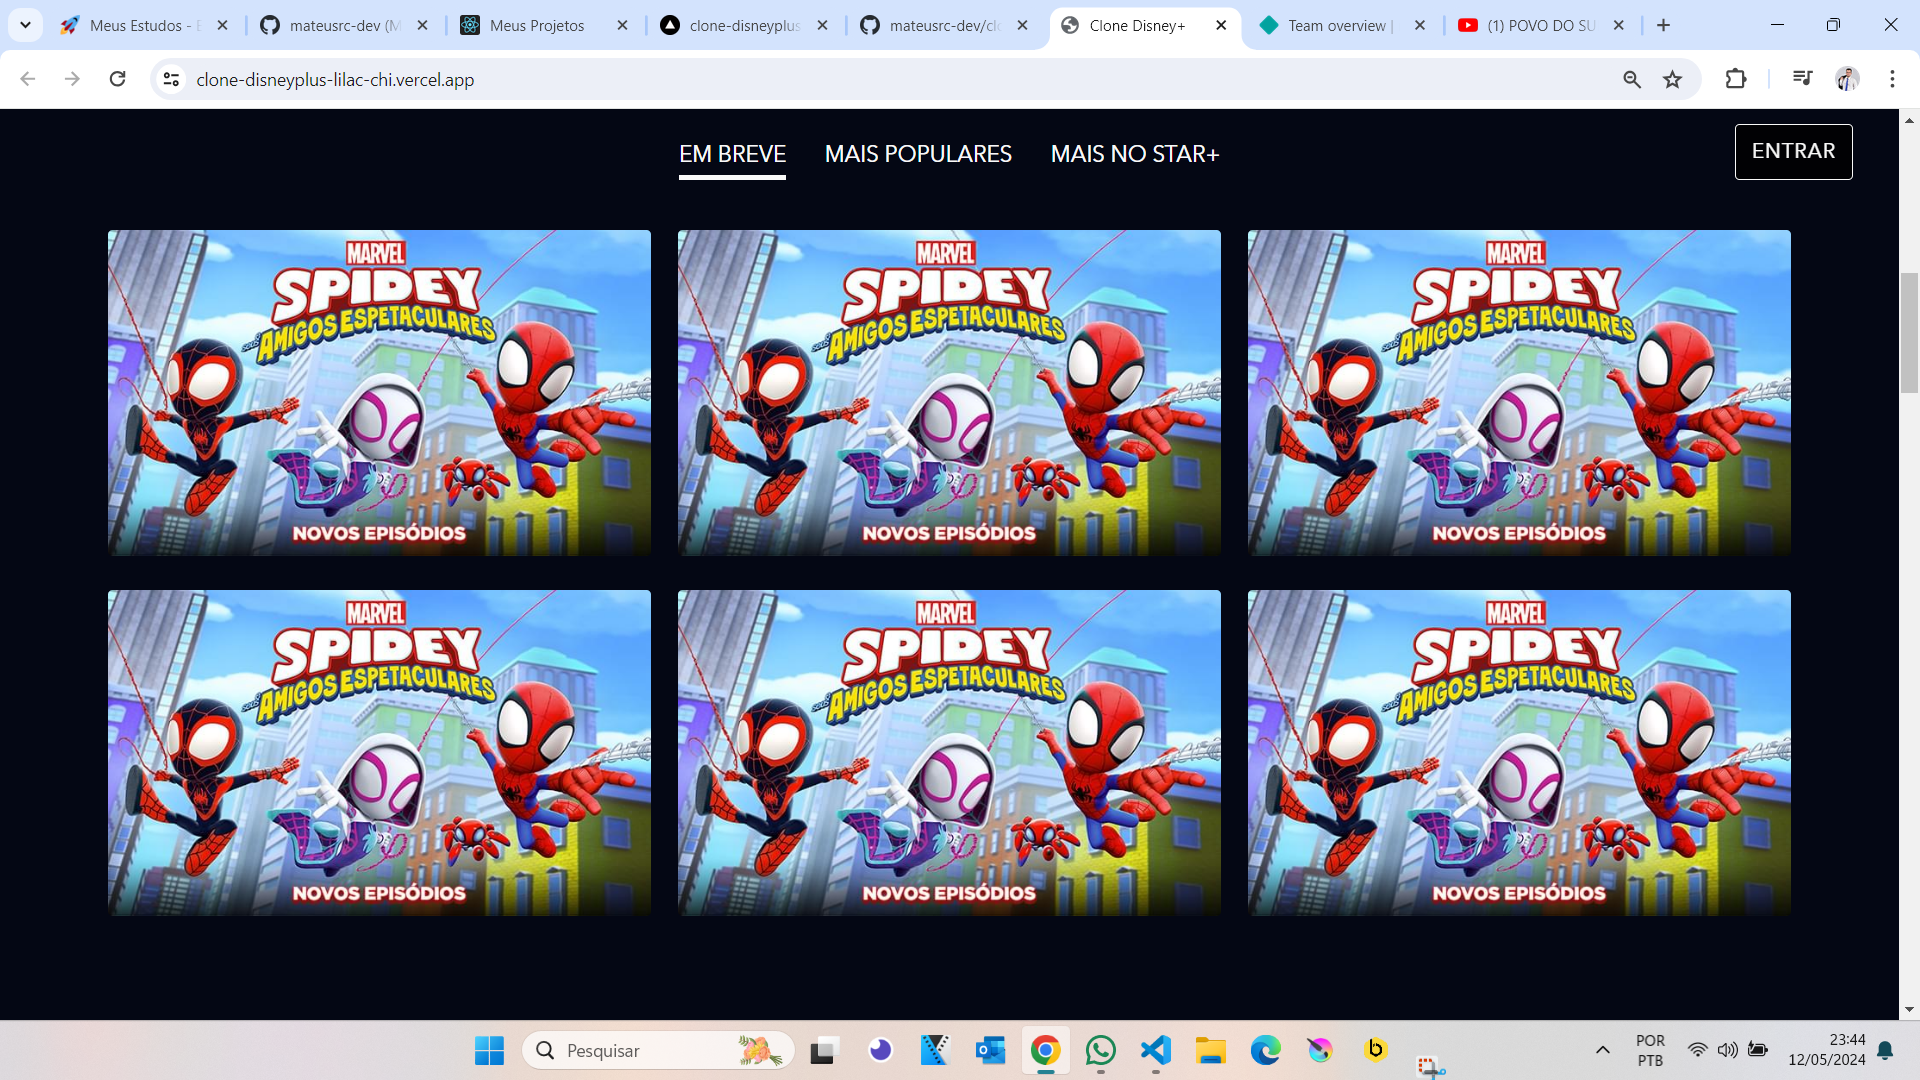 Meus Estudos - E
mateusrc-dev (M
Meus Projetos
clone-disneyplus
mateusrc-dev/clo
Clone Disney+
Team overview |
(1) POVO DO SU
clone-disneyplus-lilac-chi.vercel.app
EM BREVE
MAIS POPULARES
MAIS NO STAR+
ENTRAR
MARVEL
SPIDEY
E SEUS
AMIGOS ESPETACULARES
NOVOS EPISÓDIOS
MARVEL
SPIDEY
E SEUS
AMIGOS ESPETACULARES
NOVOS EPISÓDIOS
MARVEL
SPIDEY
E SEUS
AMIGOS ESPETACULARES
NOVOS EPISÓDIOS
MARVEL
SPIDEY
E SEUS
AMIGOS ESPETACULARES
NOVOS EPISÓDIOS
MARVEL
SPIDEY
E SEUS
AMIGOS ESPETACULARES
NOVOS EPISÓDIOS
MARVEL
SPIDEY
E SEUS
AMIGOS ESPETACULARES
NOVOS EPISÓDIOS
Pesquisar
POR
PTB
23:44
12/05/2024